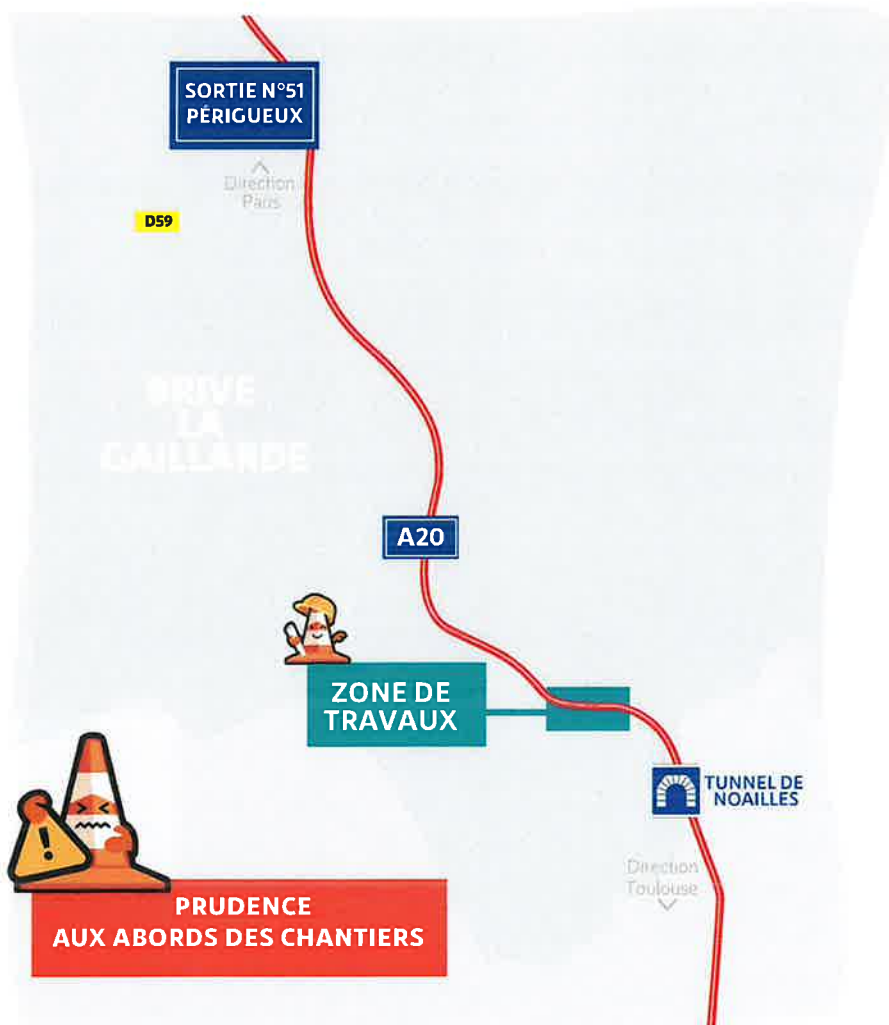 SORTIE N°51
PÉRIGUEUX
Direction
Paris
D59
BRIVE
LA
GAILLARDE
A20
ZONE DE
TRAVAUX
TUNNEL DE
NOAILLES
Direction
Toulouse
PRUDENCE
AUX ABORDS DES CHANTIERS